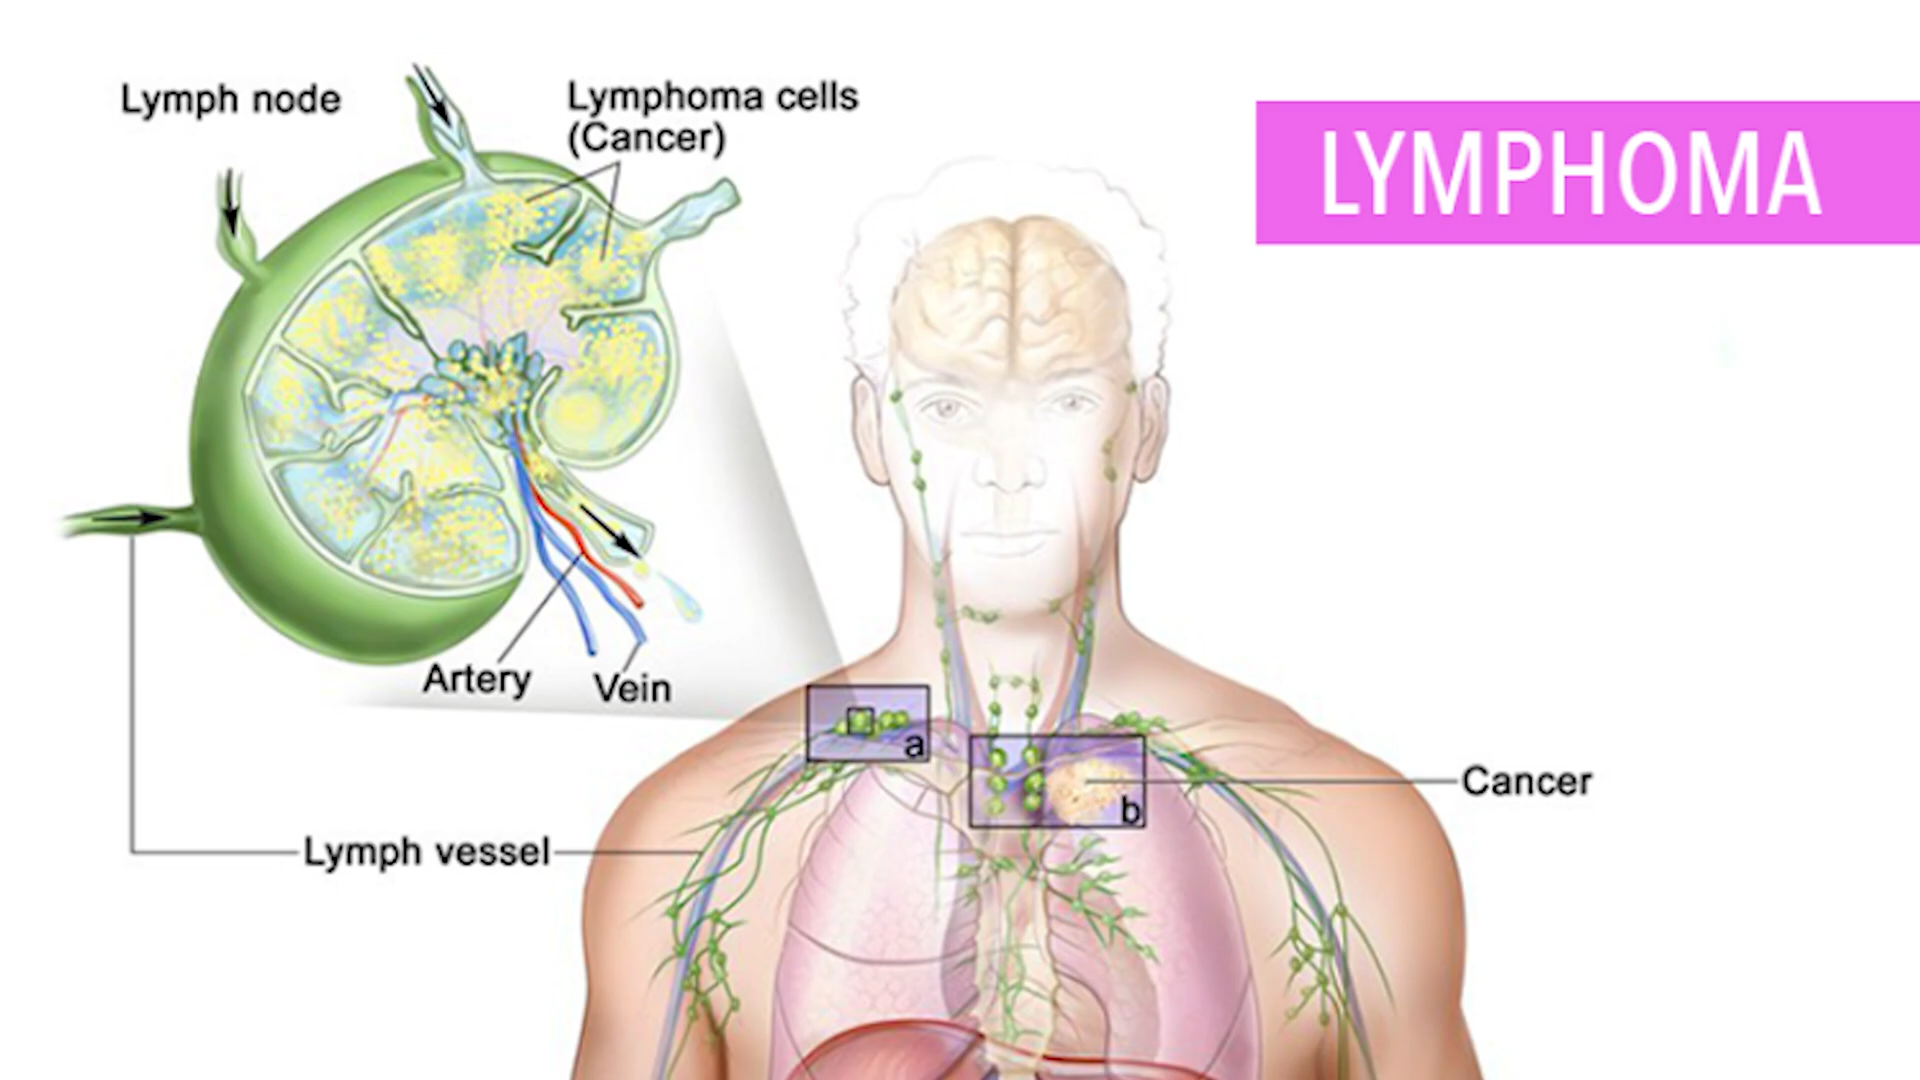 LYMPHOMA
Lymph node
Lymphoma cells
(Cancer)
Artery
Vein
a
b
Cancer
Lymph vessel